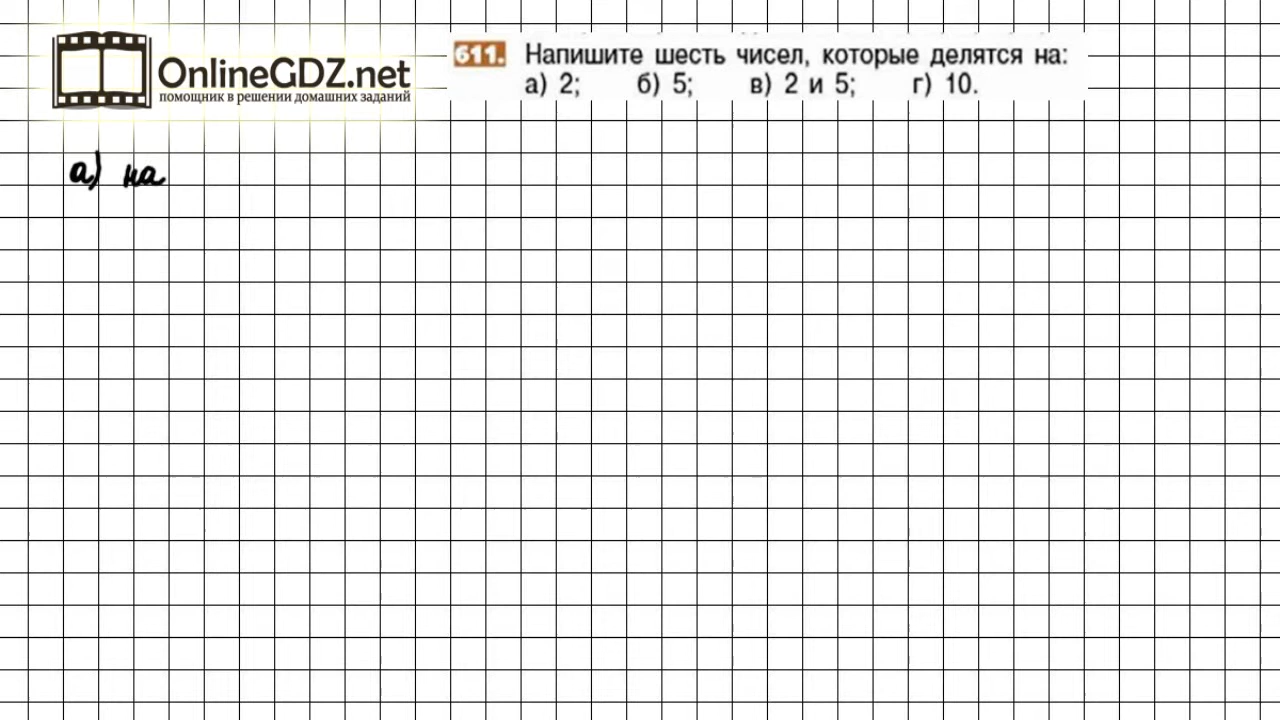 OnlineGDZ.net
помощник в решении домашних заданий
611. Напишите шесть чисел, которые делятся на:
а) 2; б) 5; в) 2 и 5; г) 10.
а) на